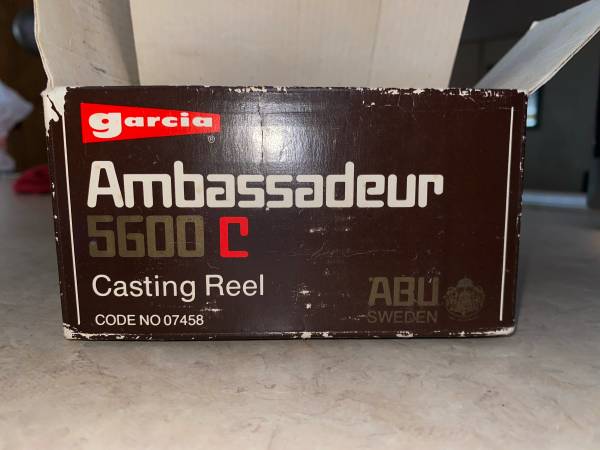 garcia ®
Ambassadeur
5600 C
Casting Reel
CODE NO 07458
ABU
SWEDEN